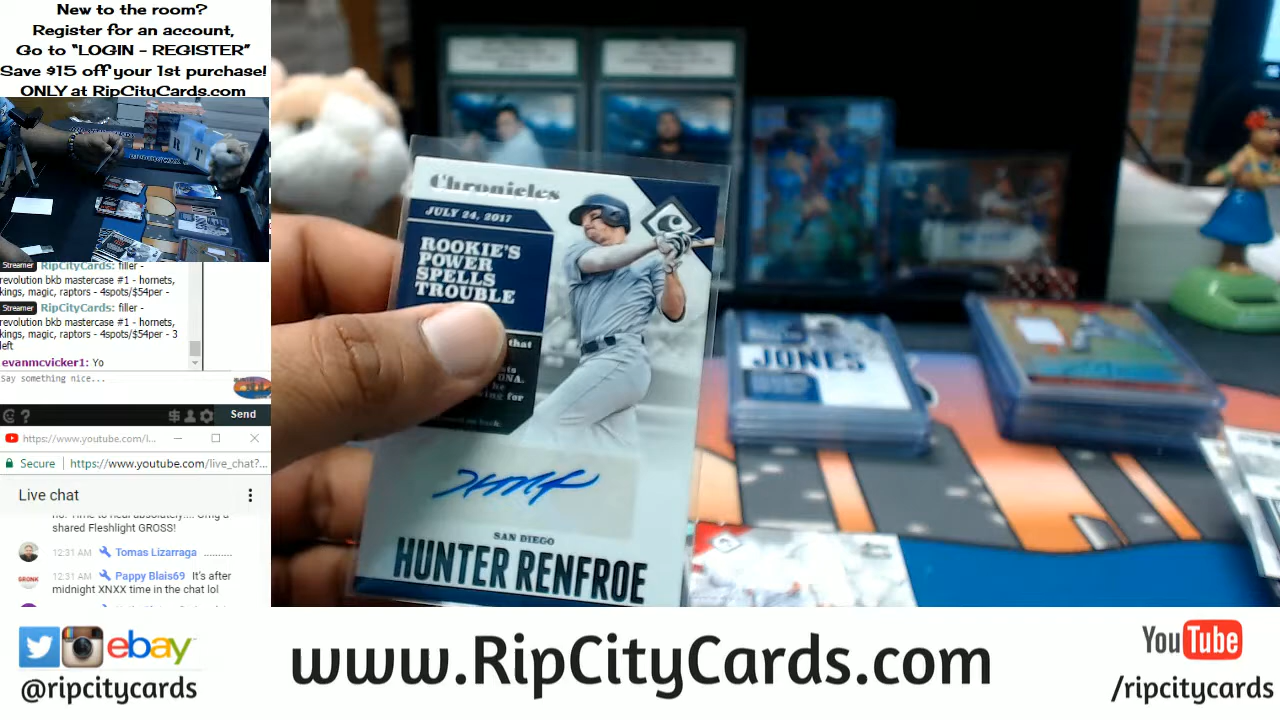 New to the room?
Register for an account,
Go to “LOGIN - REGISTER”
Save $15 off your 1st purchase!
ONLY at RipCityCards.com
Streamer RipCityCards: filler -
revolution bkb mastercase #1 - hornets,
kings, magic, raptors - 4spots/$54per -
Streamer RipCityCards: filler -
revolution bkb mastercase #1 - hornets,
kings, magic, raptors - 4spots/$54per - 3
left
evanmcvicker1: Yo
Say something nice...
Send
https://www.youtube.com/l...
Secure https://www.youtube.com/live_chat?...
Live chat
shared Fleshlight GROSS!
12:31 AM Tomas Lizarraga ..........
GRONK 12:31 AM Pappy Blais69 It's after
midnight XNXX time in the chat lol
Chronicles
JULY 24, 2017
C
ROOKIE'S
POWER
SPELLS
TROUBLE
that
DNA.
for
SAN DIEGO
HUNTER RENFROE
JONES
R T
ebay
@ripcitycards
www.RipCityCards.com
YouTube
/ripcitycards